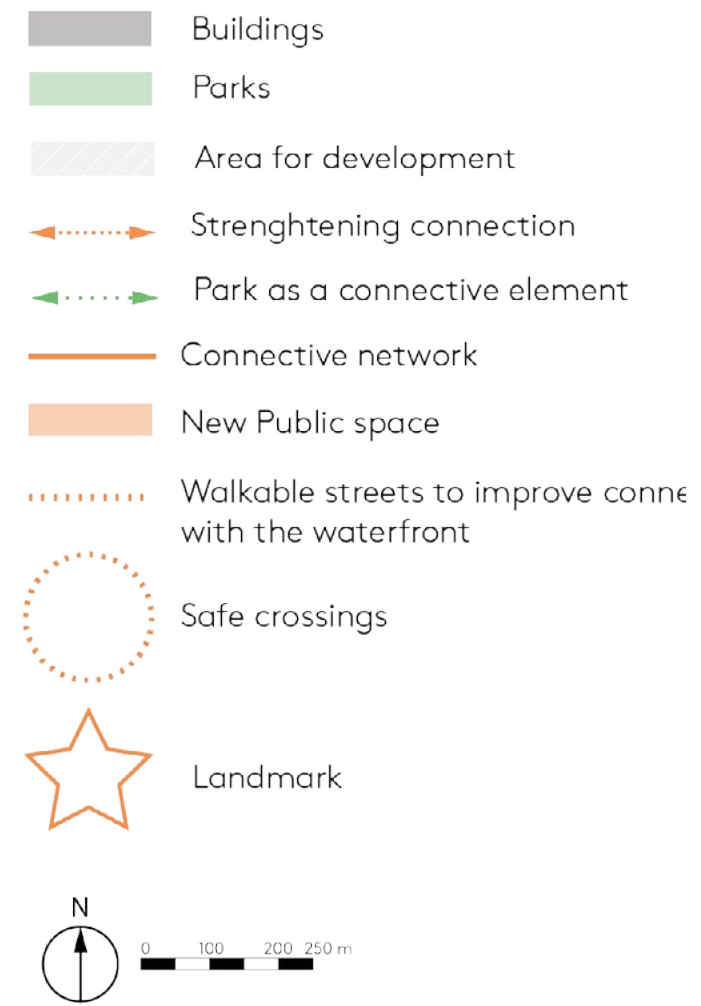 Buildings
Parks
Area for development
Strenghtening connection
Park as a connective element
Connective network
New Public space
Walkable streets to improve conne
with the waterfront
Safe crossings
Landmark
N
0 100 200 250 m